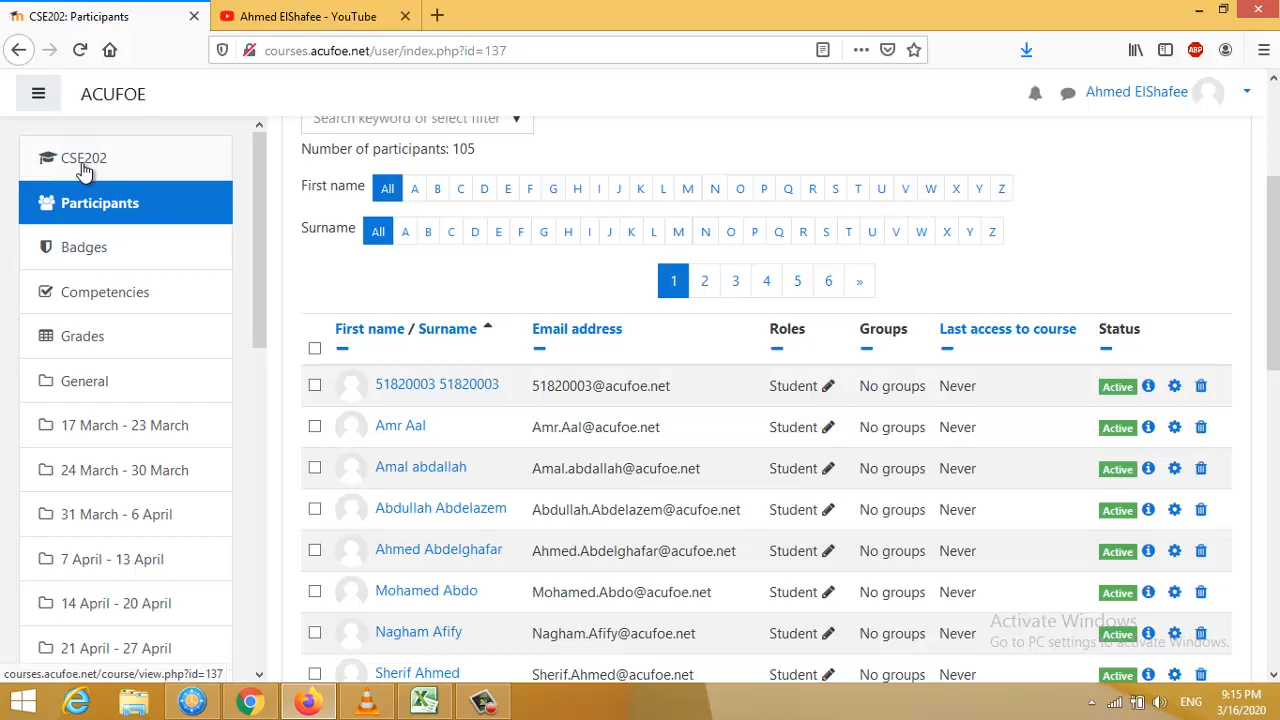 CSE202: Participants
Ahmed ElShafee - YouTube
courses.acufoe.net/user/index.php?id=137
ABP
ACUFOE
Ahmed ElShafee
CSE202
Participants
Badges
Competencies
Grades
General
17 March - 23 March
24 March - 30 March
31 March - 6 April
7 April - 13 April
14 April - 20 April
21 April - 27 April
Search keyword or select filter ▼
Number of participants: 105
First name All A B C D E F G H I J K L M N O P Q R S T U V W X Y Z
Surname All A B C D E F G H I J K L M N O P Q R S T U V W X Y Z
1 2 3 4 5 6 »
First name / Surname Email address Roles Groups Last access to course Status
51820003 51820003 51820003@acufoe.net Student No groups Never Active
Amr Aal Amr.Aal@acufoe.net Student No groups Never Active
Amal abdallah Amal.abdallah@acufoe.net Student No groups Never Active
Abdullah Abdelazem Abdullah.Abdelazem@acufoe.net Student No groups Never Active
Ahmed Abdelghafar Ahmed.Abdelghafar@acufoe.net Student No groups Never Active
Mohamed Abdo Mohamed.Abdo@acufoe.net Student No groups Never Active
Nagham Afify Nagham.Afify@acufoe.net Student No groups Never Active
Sherif Ahmed Sherif.Ahmed@acufoe.net Student No groups Never Active
Activate Windows
Go to PC settings to activate Windows.
courses.acufoe.net/course/view.php?id=137
ENG
9:15 PM
3/16/2020